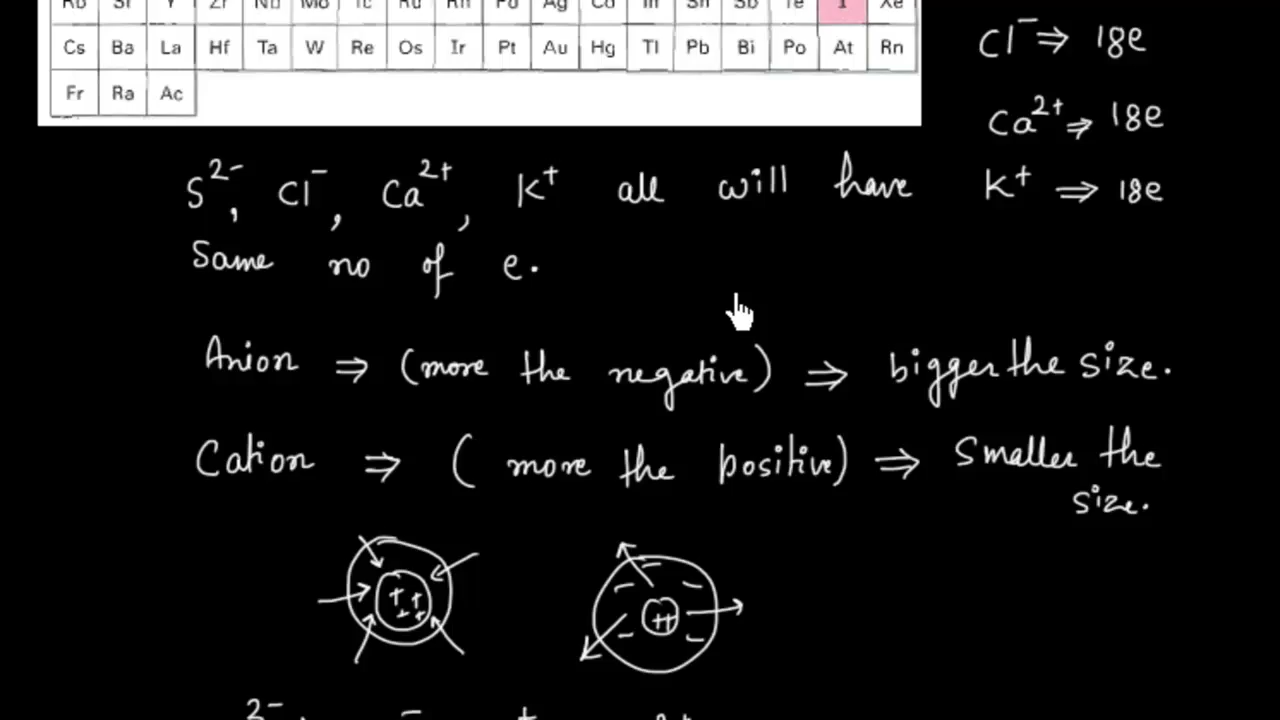 Rb Sr Y Zr Nb Mo Tc Ru Rh Pd Ag Cd In Sn Sb Te I Xe
Cs Ba La Hf Ta W Re Os Ir Pt Au Hg Tl Pb Bi Po At Rn
Fr Ra Ac
Cl⁻ ⇒ 18e
Ca²⁺ ⇒ 18e
K⁺ ⇒ 18e
S²⁻, Cl⁻, Ca²⁺, K⁺ all will have
Same no of e.
Anion ⇒ (more the negative) ⇒ bigger the size.
Cation ⇒ (more the positive) ⇒ Smaller the
size.
+ +
+ +
− − −
++
− −
2− − + 2+